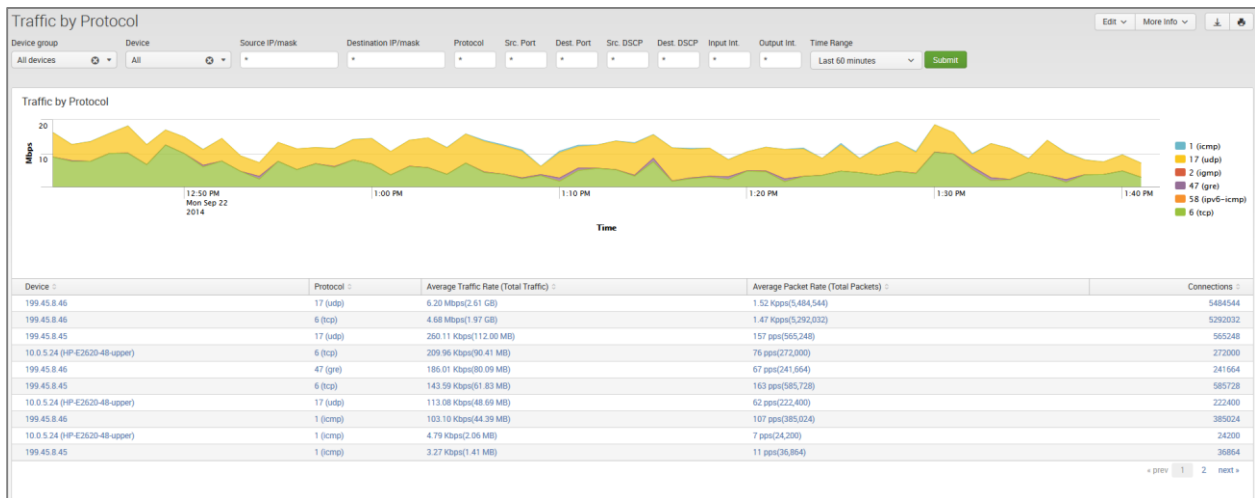 Traffic by Protocol
Edit More Info
Device group Device Source IP/mask Destination IP/mask Protocol Src. Port Dest. Port Src. DSCP Dest. DSCP Input Int. Output Int. Time Range
All devices All * * * * * * * * * Last 60 minutes Submit
Traffic by Protocol
20
10
Mbps
12:50 PM
Mon Sep 22
2014
1:00 PM
1:10 PM
1:20 PM
1:30 PM
1:40 PM
Time
1 (icmp)
17 (udp)
2 (igmp)
47 (gre)
58 (ipv6-icmp)
6 (tcp)
Device Protocol Average Traffic Rate (Total Traffic) Average Packet Rate (Total Packets) Connections
199.45.8.46 17 (udp) 6.20 Mbps(2.61 GB) 1.52 Kpps(5,484,544) 5484544
199.45.8.46 6 (tcp) 4.68 Mbps(1.97 GB) 1.47 Kpps(5,292,032) 5292032
199.45.8.45 17 (udp) 260.11 Kbps(112.00 MB) 157 pps(565,248) 565248
10.0.5.24 (HP-E2620-48-upper) 6 (tcp) 209.96 Kbps(90.41 MB) 76 pps(272,000) 272000
199.45.8.46 47 (gre) 186.01 Kbps(80.09 MB) 67 pps(241,664) 241664
199.45.8.45 6 (tcp) 143.59 Kbps(61.83 MB) 163 pps(585,728) 585728
10.0.5.24 (HP-E2620-48-upper) 17 (udp) 113.08 Kbps(48.69 MB) 62 pps(222,400) 222400
199.45.8.46 1 (icmp) 103.10 Kbps(44.39 MB) 107 pps(385,024) 385024
10.0.5.24 (HP-E2620-48-upper) 1 (icmp) 4.79 Kbps(2.06 MB) 7 pps(24,200) 24200
199.45.8.45 1 (icmp) 3.27 Kbps(1.41 MB) 11 pps(36,864) 36864
« prev 1 2 next »